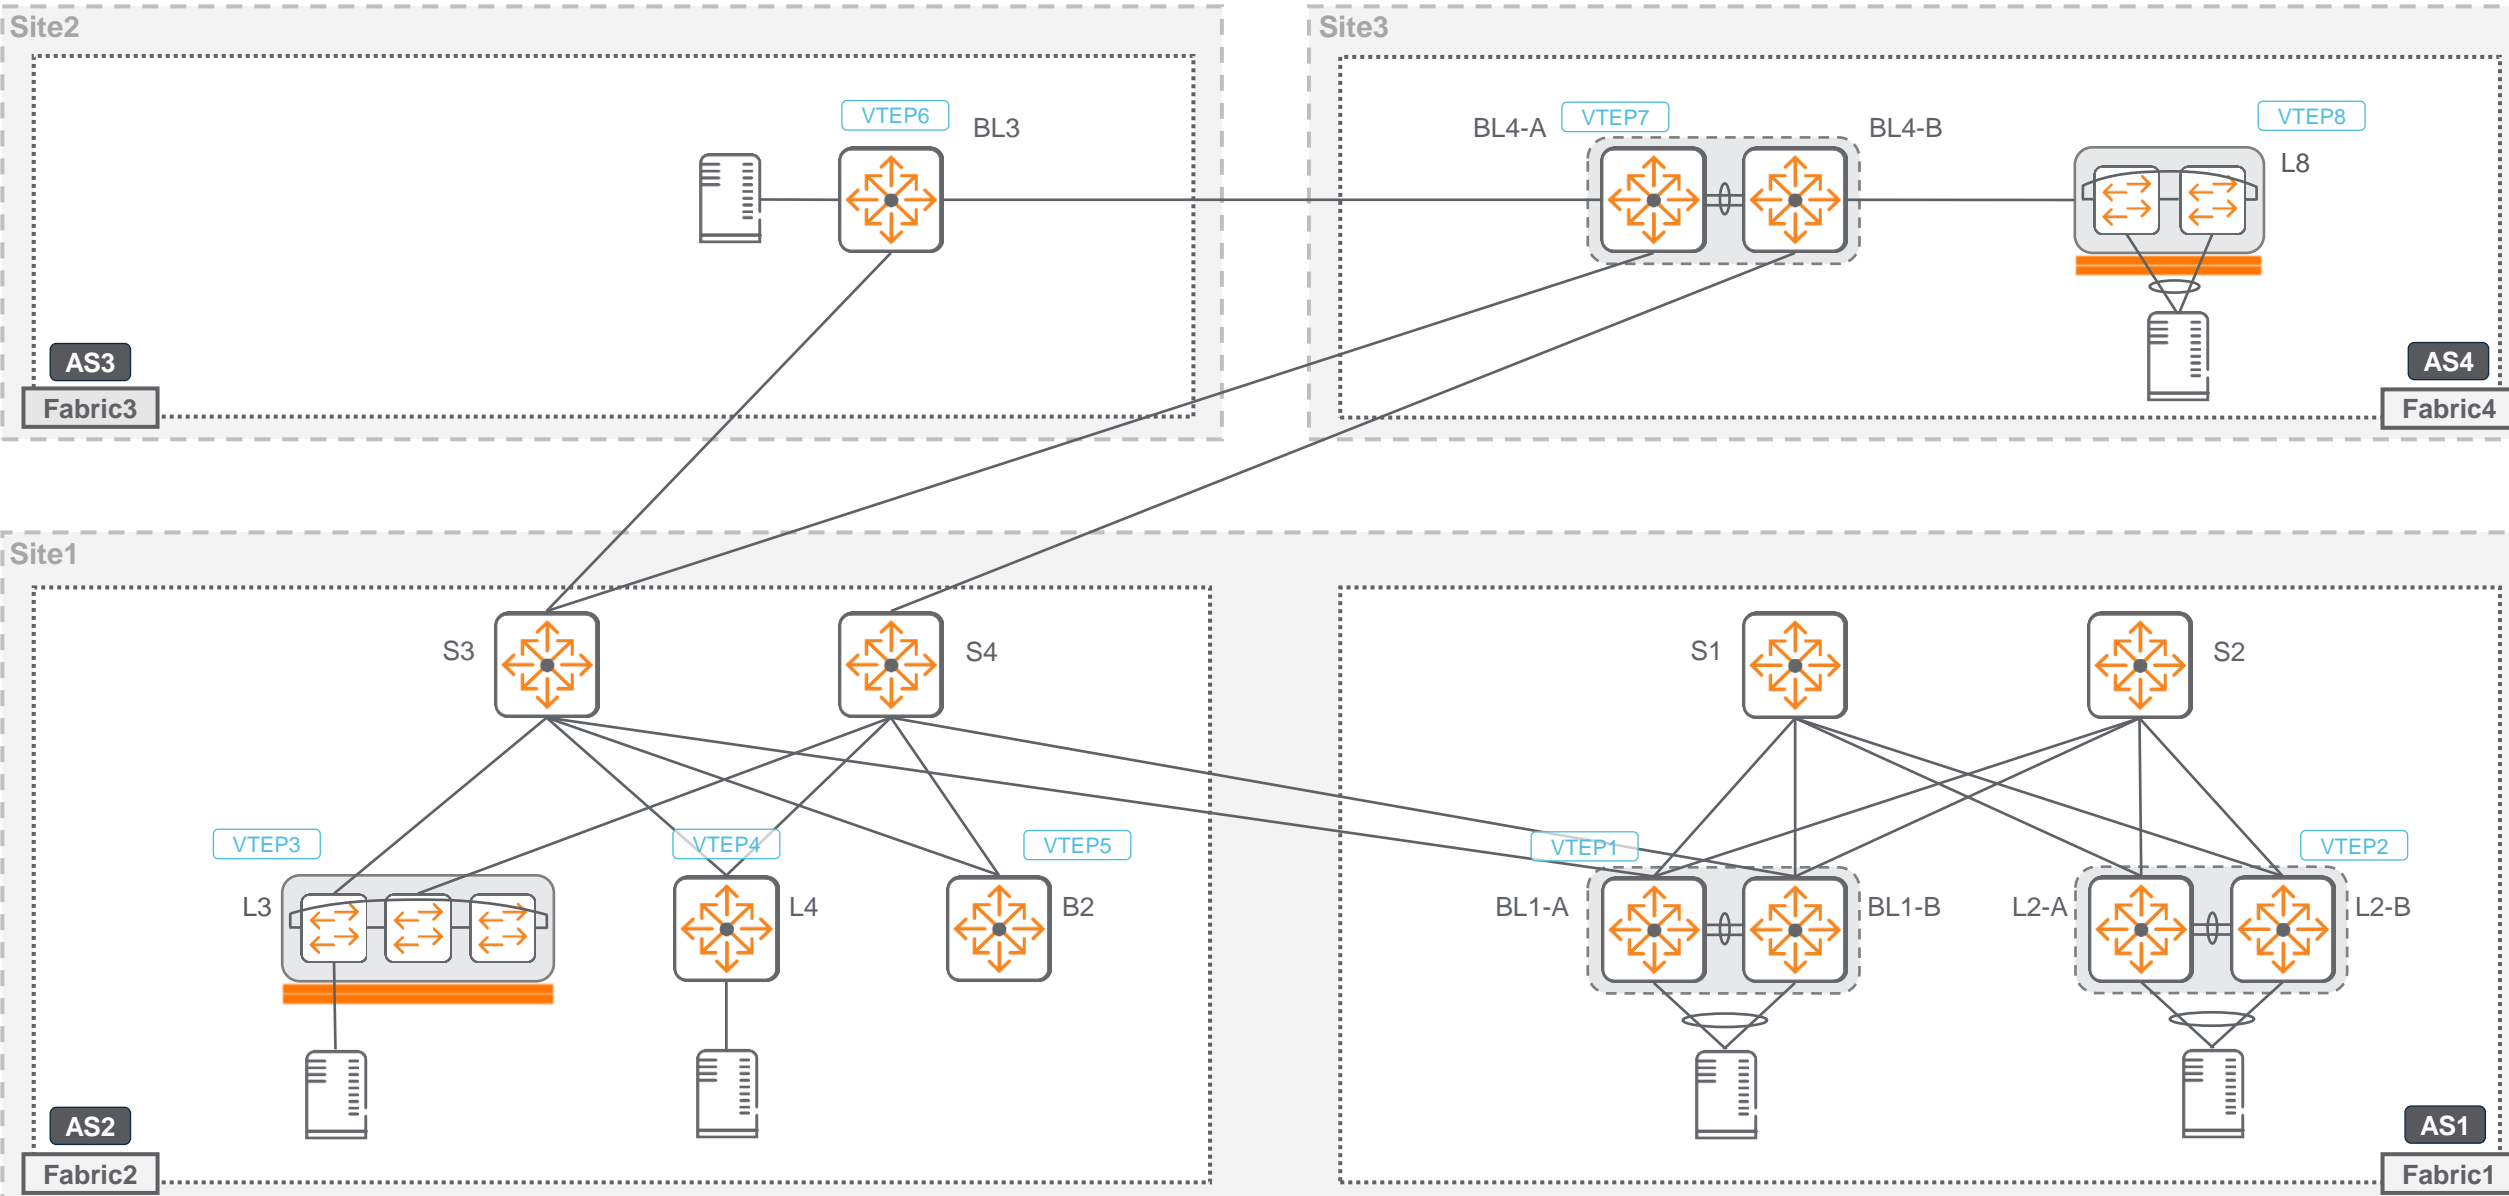 Site2
VTEP6
BL3
AS3
Fabric3
Site3
BL4-A
VTEP7
BL4-B
VTEP8
L8
AS4
Fabric4
Site1
S3
S4
VTEP3
VTEP4
VTEP5
L3
L4
B2
AS2
Fabric2
S1
S2
VTEP1
VTEP2
BL1-A
BL1-B
L2-A
L2-B
AS1
Fabric1